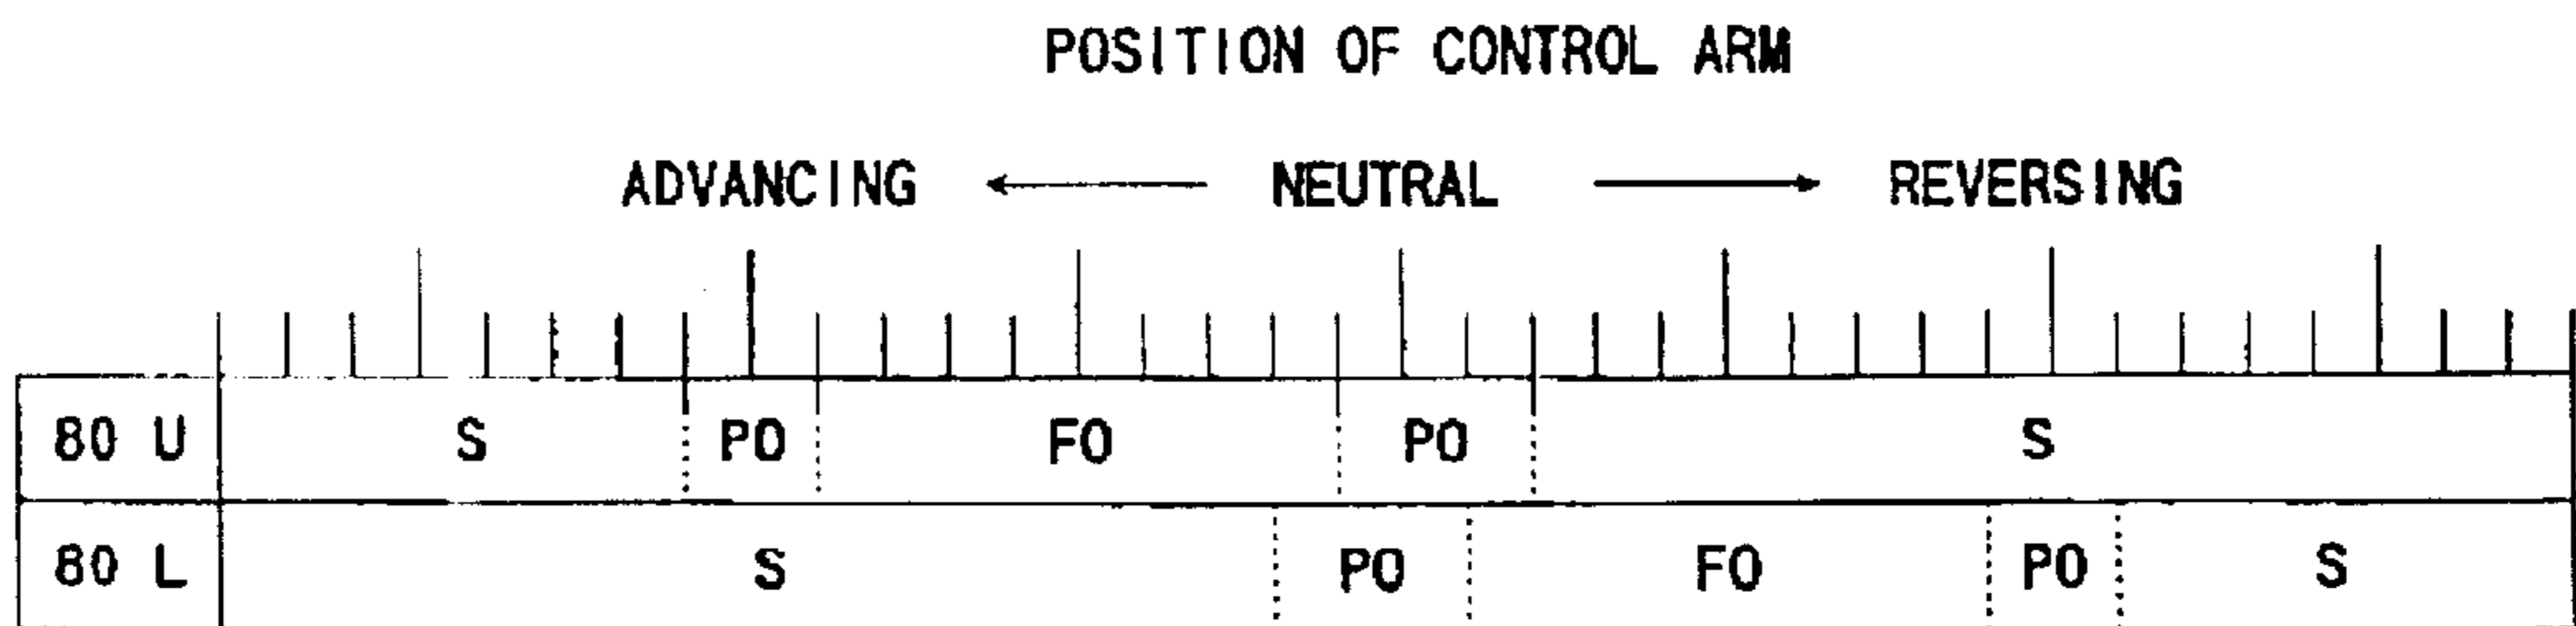 POSITION OF CONTROL ARM
ADVANCING ← NEUTRAL → REVERSING
80 U S PO FO PO S
80 L S PO FO PO S